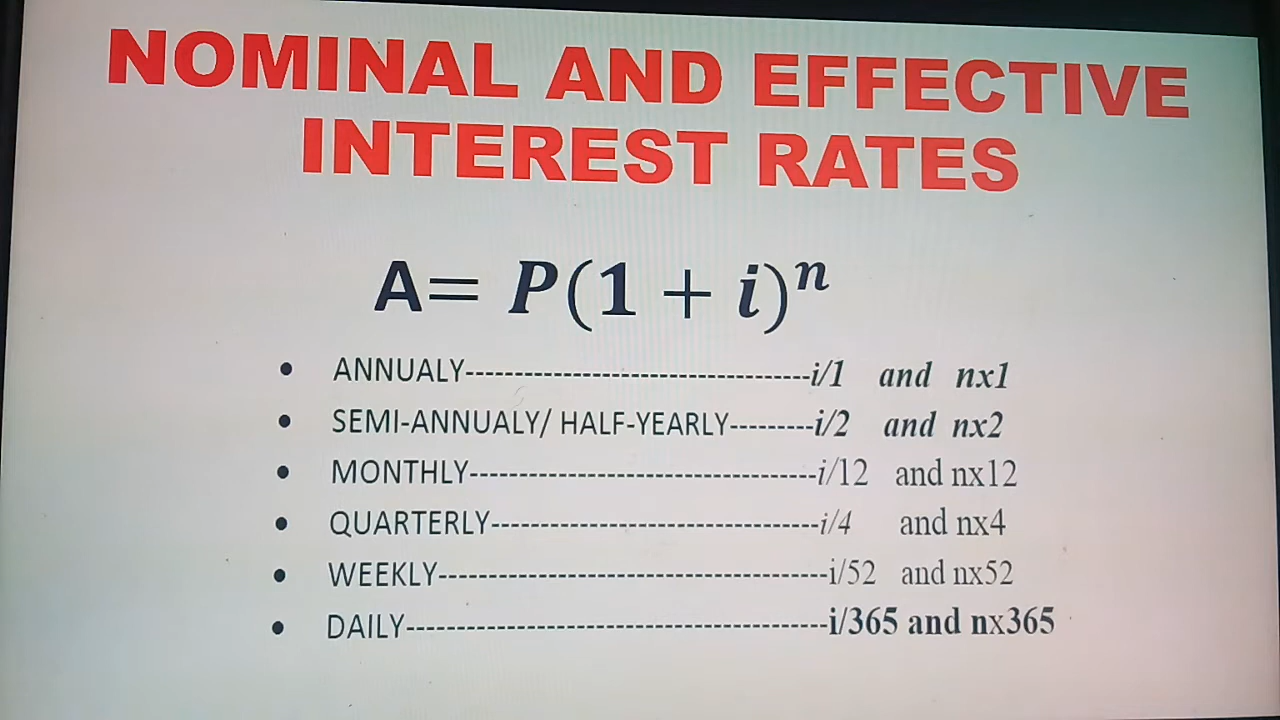 NOMINAL AND EFFECTIVE
INTEREST RATES
A= P(1 + i)ⁿ
• ANNUALY-----------------------------------i/1 and nx1
• SEMI-ANNUALY/ HALF-YEARLY---------i/2 and nx2
• MONTHLY------------------------------------i/12 and nx12
• QUARTERLY----------------------------------i/4 and nx4
• WEEKLY----------------------------------------i/52 and nx52
• DAILY-------------------------------------------i/365 and nx365